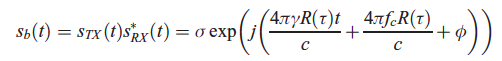 s_b(t) = s_{TX}(t)s^*_{RX}(t) = σ exp(j(4πγR(τ)t/c + 4πf_cR(τ)/c + ϕ))